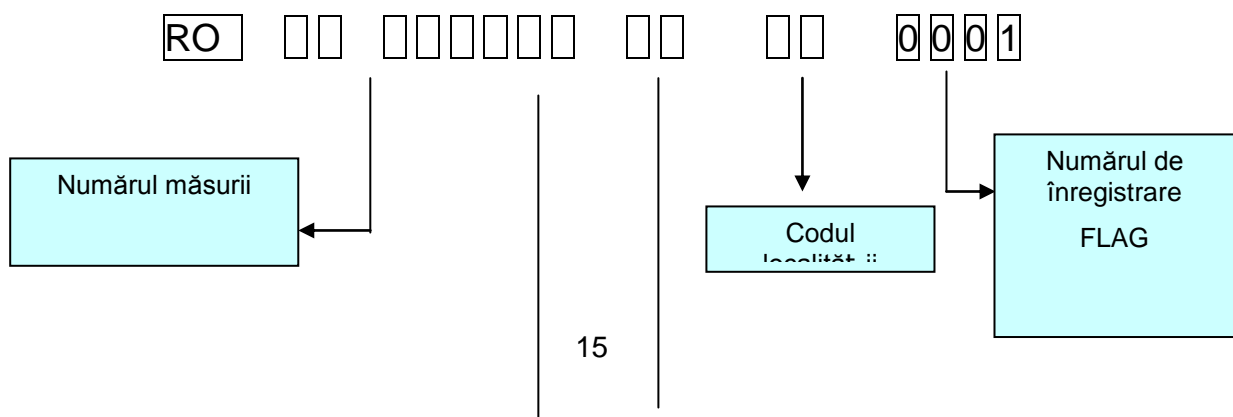 RO 0 0 0 1
Numărul măsurii
Numărul de
înregistrare
FLAG
Codul
15